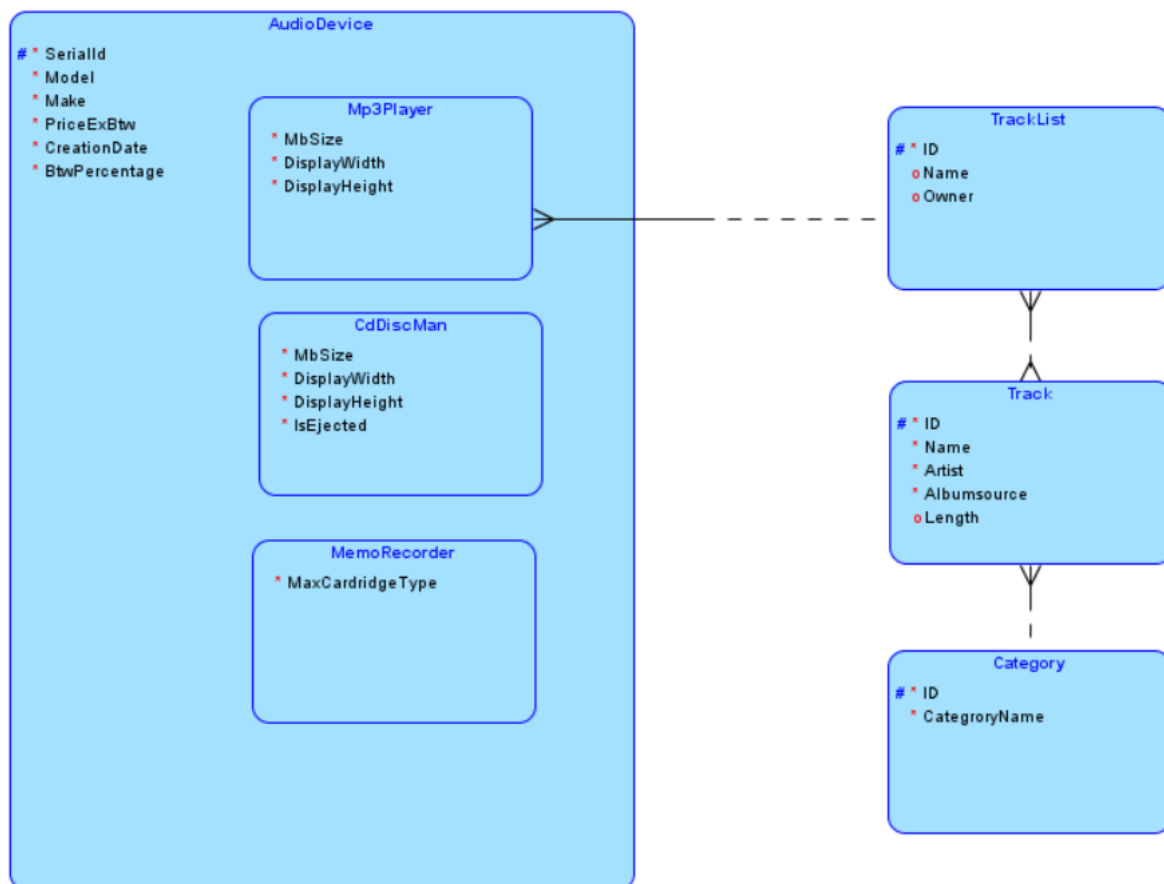 AudioDevice
# * SerialId
* Model
* Make
* PriceExBtw
* CreationDate
* BtwPercentage
Mp3Player
* MbSize
* DisplayWidth
* DisplayHeight
CdDiscMan
* MbSize
* DisplayWidth
* DisplayHeight
* IsEjected
MemoRecorder
* MaxCardridgeType
TrackList
# * ID
o Name
o Owner
Track
# * ID
* Name
* Artist
* Albumsource
o Length
Category
# * ID
* CategroryName